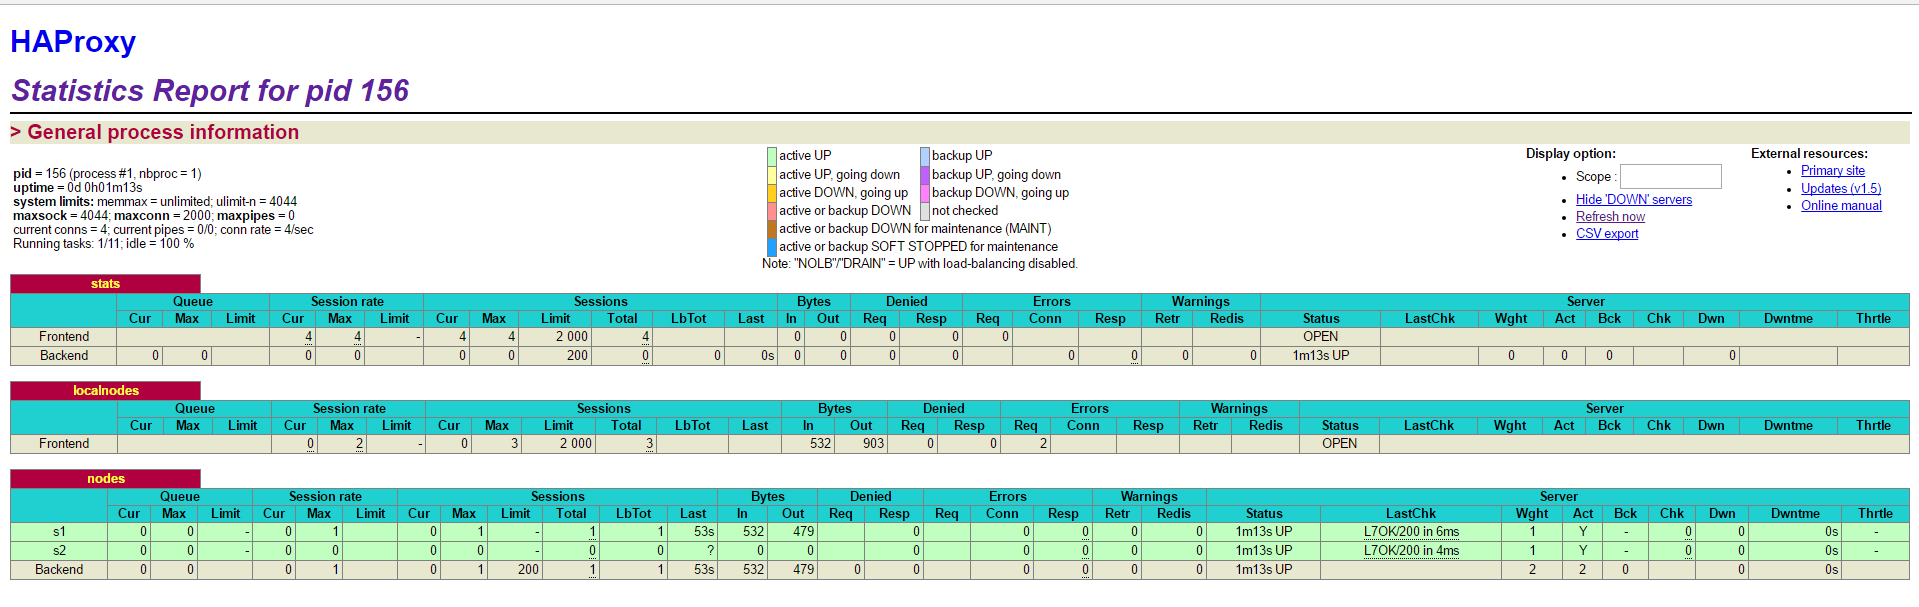 HAProxy
Statistics Report for pid 156
> General process information
pid = 156 (process #1, nbproc = 1)
uptime = 0d 0h01m13s
system limits: memmax = unlimited; ulimit-n = 4044
maxsock = 4044; maxconn = 2000; maxpipes = 0
current conns = 4; current pipes = 0/0; conn rate = 4/sec
Running tasks: 1/11; idle = 100 %
active UP backup UP
active UP, going down backup UP, going down
active DOWN, going up backup DOWN, going up
active or backup DOWN not checked
active or backup DOWN for maintenance (MAINT)
active or backup SOFT STOPPED for maintenance
Note: "NOLB"/"DRAIN" = UP with load-balancing disabled.
Display option:
• Scope :
• Hide 'DOWN' servers
• Refresh now
• CSV export
External resources:
• Primary site
• Updates (v1.5)
• Online manual
stats
Queue Session rate Sessions Bytes Denied Errors Warnings Server
Cur Max Limit Cur Max Limit Cur Max Limit Total LbTot Last In Out Req Resp Req Conn Resp Retr Redis Status LastChk Wght Act Bck Chk Dwn Dwntme Thrtle
Frontend 4 4 - 4 4 2 000 4 0 0 0 0 0 OPEN
Backend 0 0 0 0 0 0 200 0 0 0s 0 0 0 0 0 0 0 0 1m13s UP 0 0 0 0
localnodes
Queue Session rate Sessions Bytes Denied Errors Warnings Server
Cur Max Limit Cur Max Limit Cur Max Limit Total LbTot Last In Out Req Resp Req Conn Resp Retr Redis Status LastChk Wght Act Bck Chk Dwn Dwntme Thrtle
Frontend 0 2 - 0 3 2 000 3 532 903 0 0 2 OPEN
nodes
Queue Session rate Sessions Bytes Denied Errors Warnings Server
Cur Max Limit Cur Max Limit Cur Max Limit Total LbTot Last In Out Req Resp Req Conn Resp Retr Redis Status LastChk Wght Act Bck Chk Dwn Dwntme Thrtle
s1 0 0 - 0 1 0 1 - 1 1 53s 532 479 0 0 0 0 0 1m13s UP L7OK/200 in 6ms 1 Y - 0 0 0s -
s2 0 0 - 0 0 0 0 - 0 0 ? 0 0 0 0 0 0 0 1m13s UP L7OK/200 in 4ms 1 Y - 0 0 0s -
Backend 0 0 0 1 0 1 200 1 1 53s 532 479 0 0 0 0 0 0 1m13s UP 2 2 0 0 0s